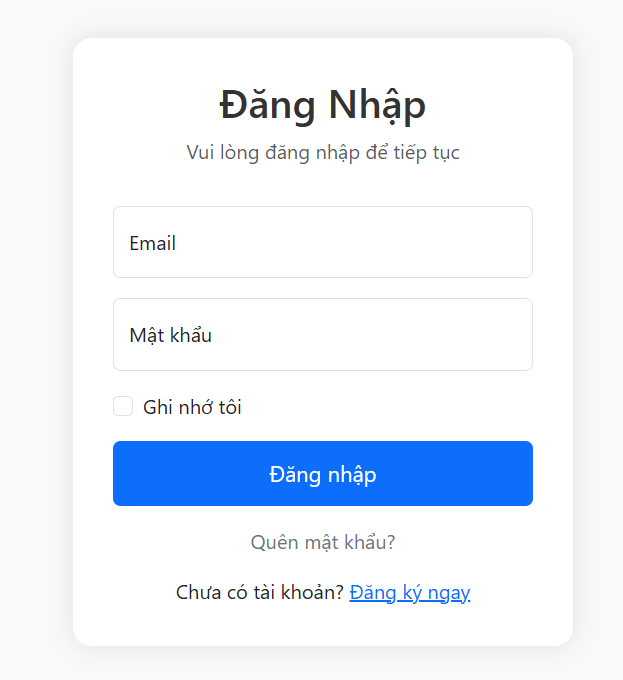 Đăng Nhập
Vui lòng đăng nhập để tiếp tục
Email
Mật khẩu
Ghi nhớ tôi
Đăng nhập
Quên mật khẩu?
Chưa có tài khoản? Đăng ký ngay